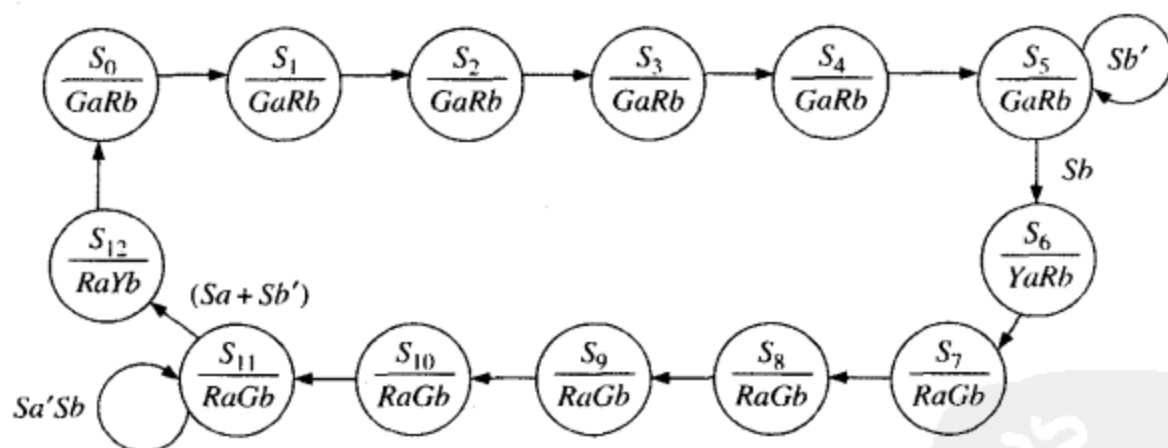 S₀ S₁ S₂ S₃ S₄ S₅ Sb′
GaRb GaRb GaRb GaRb GaRb GaRb
Sb
S₁₂ S₆
RaYb YaRb
(Sa + Sb′)
S₁₁ S₁₀ S₉ S₈ S₇
RaGb RaGb RaGb RaGb RaGb
Sa′Sb